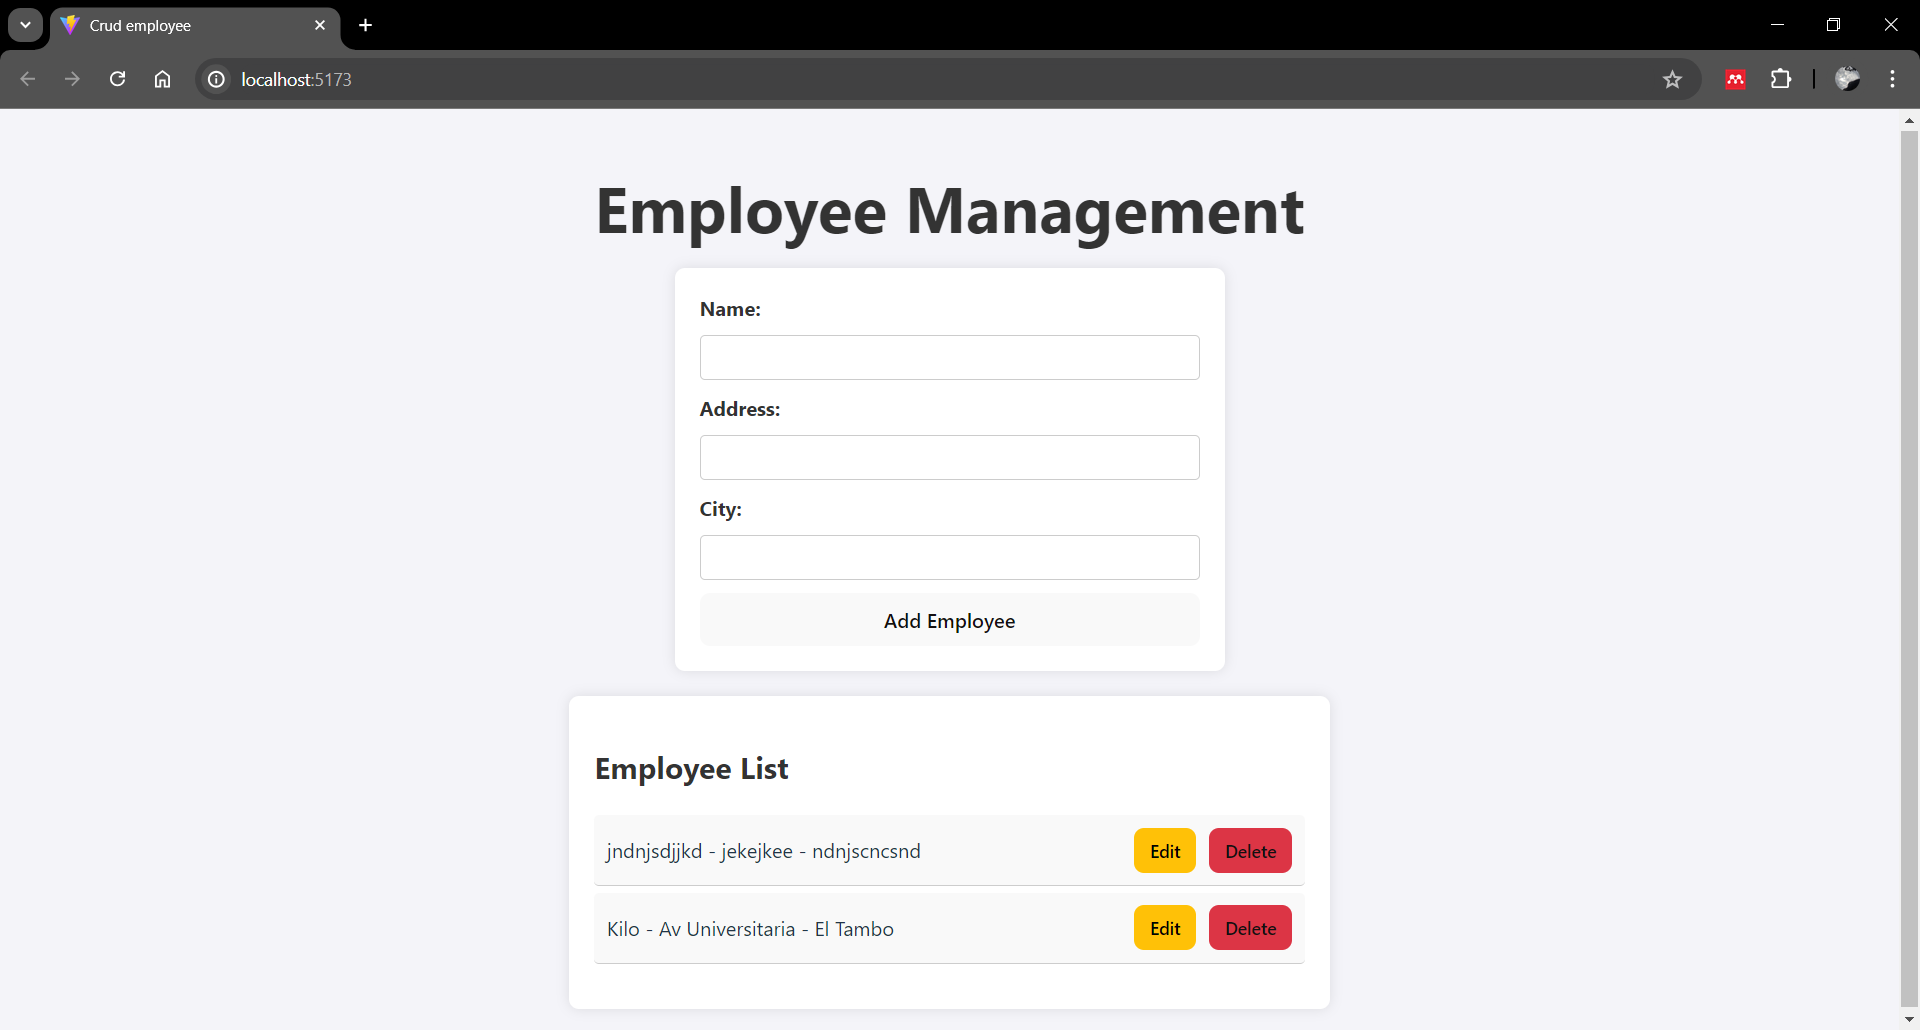 Crud employee
localhost:5173
Employee Management
Name:
Address:
City:
Add Employee
Employee List
jndnjsdjjkd - jekejkee - ndnjscncsnd Edit Delete
Kilo - Av Universitaria - El Tambo Edit Delete